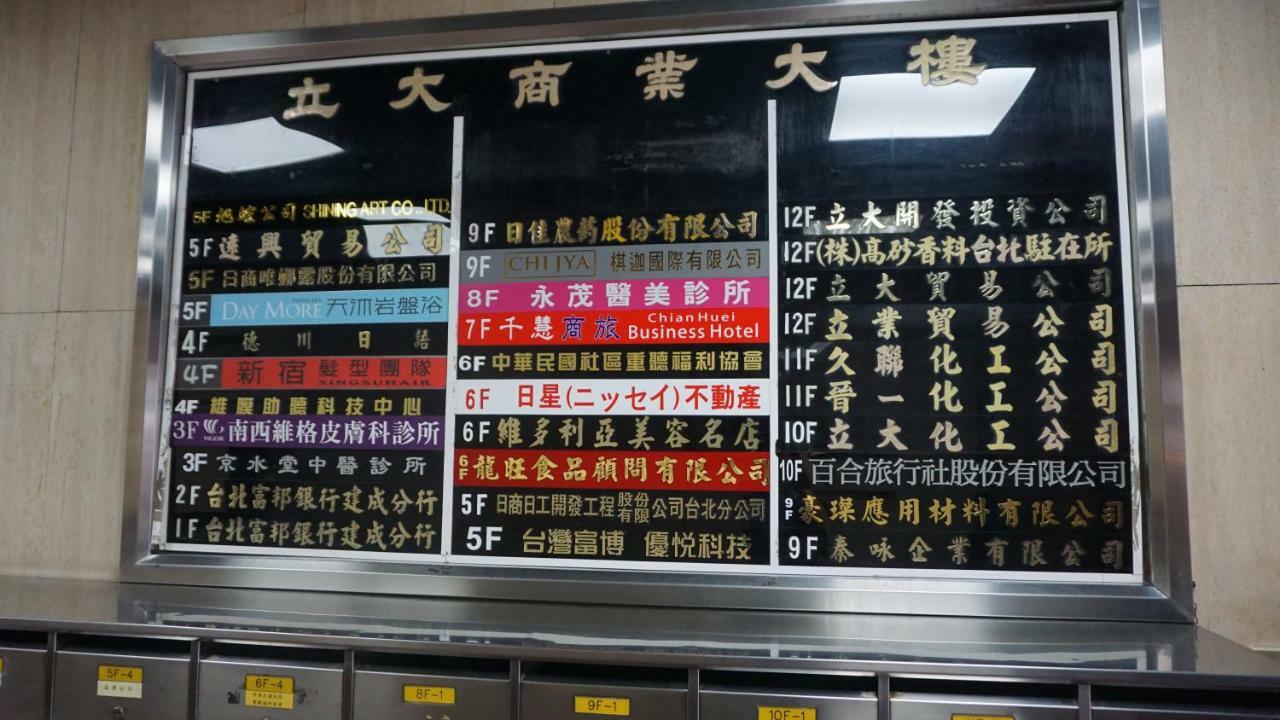 立大商業大樓
5F 旭蛯公司 SHINING ART CO., LTD.
5F 達興貿易公司
5F 日商唯娜露股份有限公司
5F DAY MORE 天沐岩盤浴
4F 德川日語
4F 新宿髮型團隊 SINGSUHAIR
4F 維膜助聽科技中心
3F VIGOR 南西維格皮膚科診所
3F 京水堂中醫診所
2F 台北富邦銀行建成分行
1F 台北富邦銀行建成分行
9F 日佳農药股份有限公司
9F CHI JYA 棋迦國際有限公司
8F 永茂醫美診所
7F 千慧商旅 Chian Huei Business Hotel
6F 中華民國社區重聽福利協會
6F 日星(ニッセイ)不動產
6F 維多利亞美容名店
6F 龍旺食品顧問有限公司
5F 日商日工開發工程股份有限公司台北分公司
5F 台灣富博 優悅科技
12F 立大開發投資公司
12F (株)高砂香料台北駐在所
12F 立大貿易公司
12F 立業貿易公司
11F 久聯化工公司
11F 晉一化工公司
10F 立大化工公司
10F 百合旅行社股份有限公司
9F 豪璨應用材料有限公司
9F 泰咏企業有限公司
5F-4
6F-4
8F-1
9F-1
10F-1